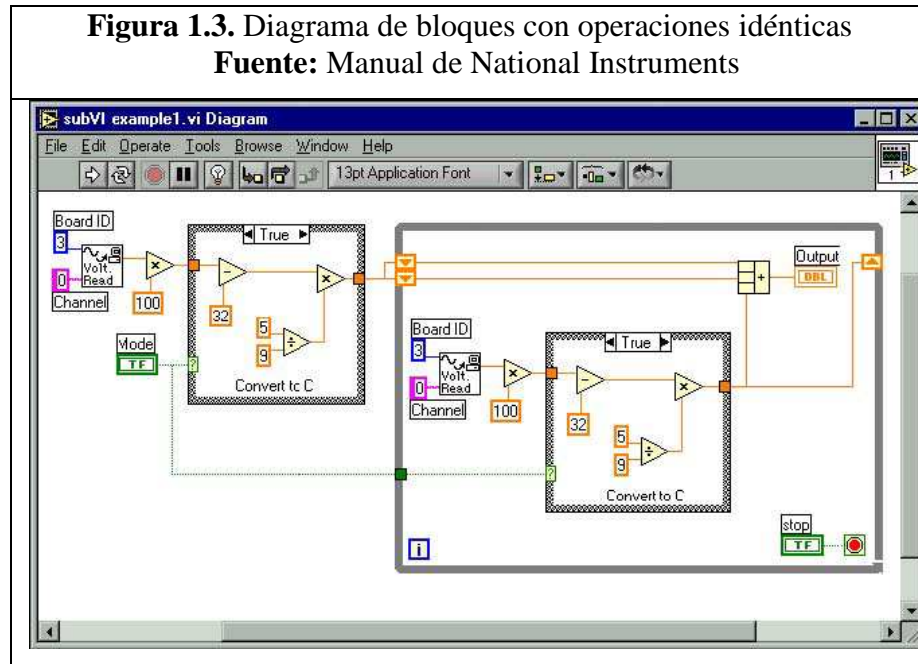 Figura 1.3. Diagrama de bloques con operaciones idénticas
Fuente: Manual de National Instruments
subVI example1.vi Diagram
File Edit Operate Tools Browse Window Help
13pt Application Font
1
Board ID
3
Volt.
Read
0
Channel
100
True
32
5
9
Convert to C
Mode
TF
?
Output
DBL
Board ID
3
Volt.
Read
0
Channel
100
True
32
5
9
Convert to C
?
i
stop
TF